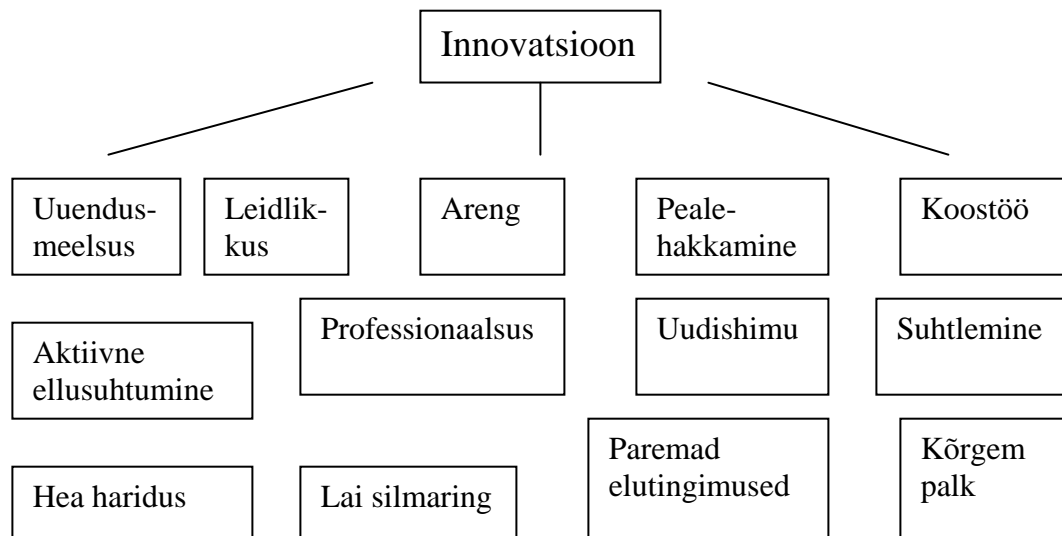 Innovatsioon
Uuendus-
meelsus
Leidlik-
kus
Areng
Peale-
hakkamine
Koostöö
Aktiivne
ellusuhtumine
Professionaalsus
Uudishimu
Suhtlemine
Hea haridus
Lai silmaring
Paremad
elutingimused
Kõrgem
palk